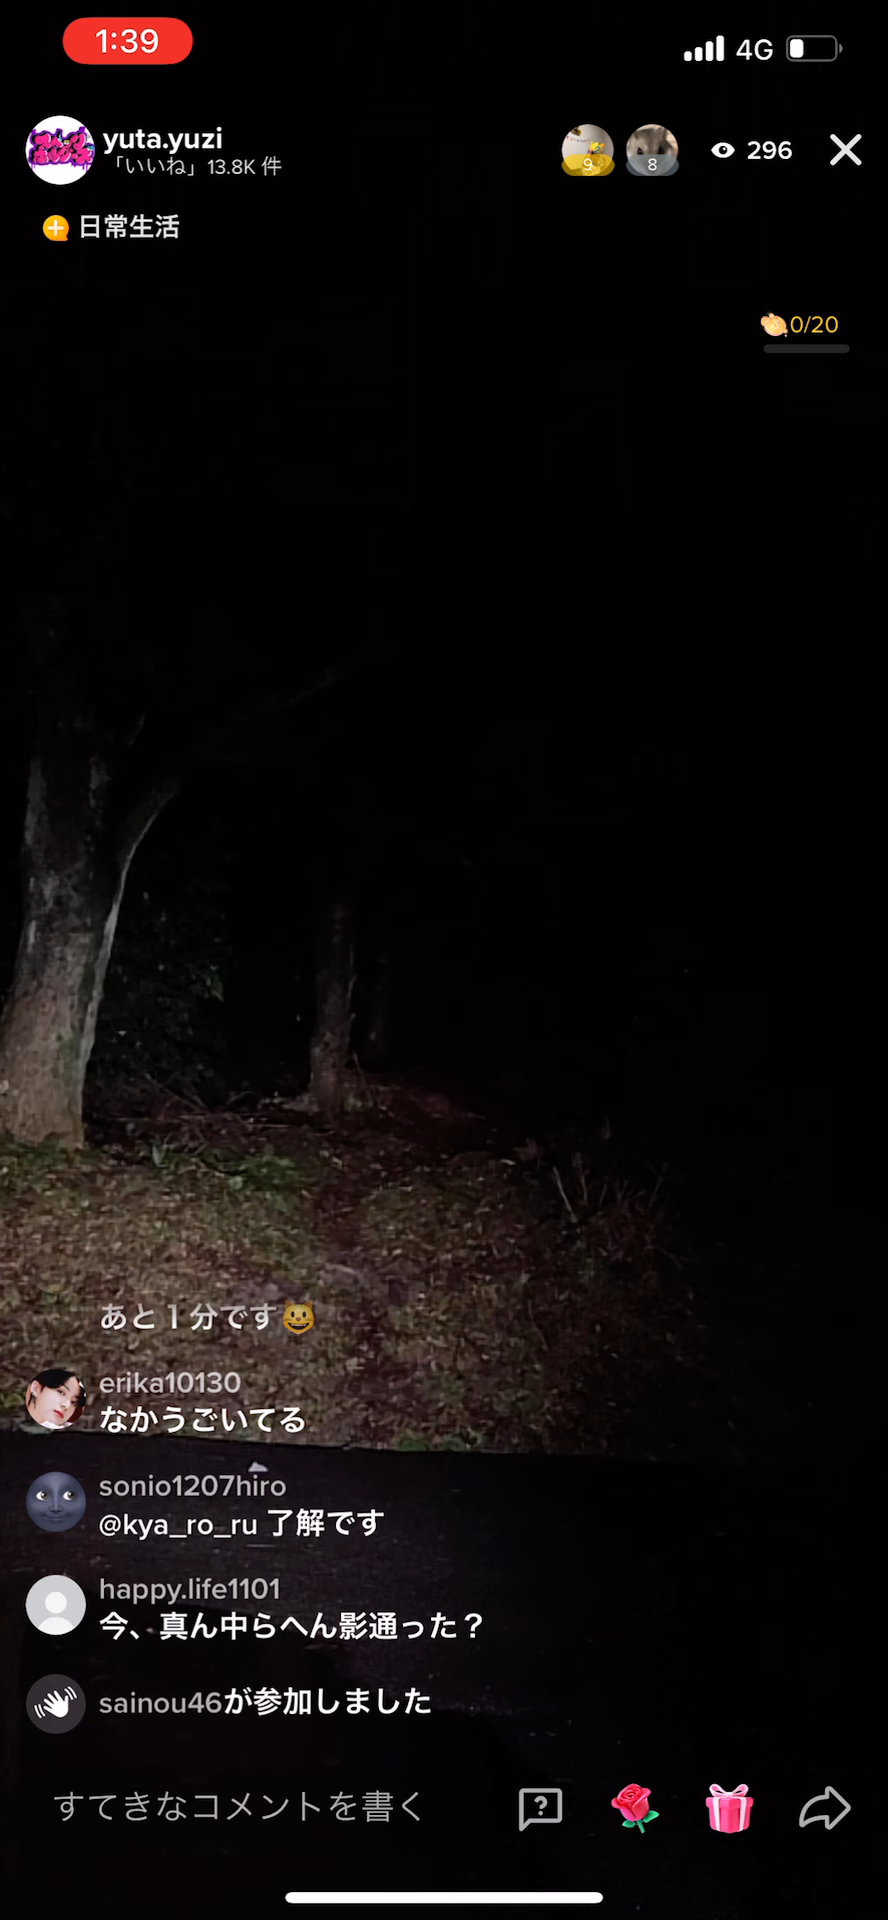 1:39
4G
yuta.yuzi
「いいね」13.8K 件
9
8
296
日常生活
0/20
あと1分です😺
erika10130
なかうごいてる
sonio1207hiro
@kya_ro_ru 了解です
happy.life1101
今、真ん中らへん影通った？
sainou46が参加しました
すてきなコメントを書く